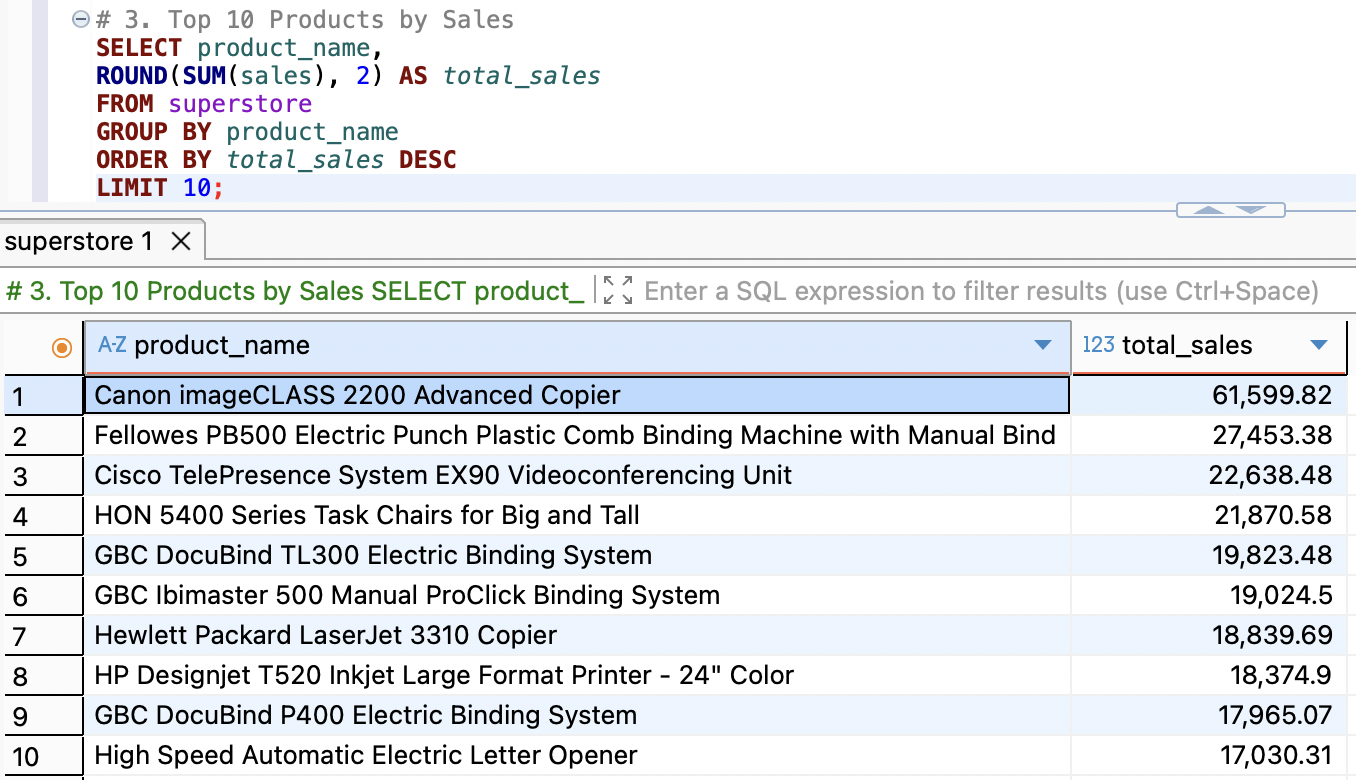 # 3. Top 10 Products by Sales
SELECT product_name,
ROUND(SUM(sales), 2) AS total_sales
FROM superstore
GROUP BY product_name
ORDER BY total_sales DESC
LIMIT 10;
superstore 1
# 3. Top 10 Products by Sales SELECT product_ Enter a SQL expression to filter results (use Ctrl+Space)
A-Z product_name 123 total_sales
1 Canon imageCLASS 2200 Advanced Copier 61,599.82
2 Fellowes PB500 Electric Punch Plastic Comb Binding Machine with Manual Bind 27,453.38
3 Cisco TelePresence System EX90 Videoconferencing Unit 22,638.48
4 HON 5400 Series Task Chairs for Big and Tall 21,870.58
5 GBC DocuBind TL300 Electric Binding System 19,823.48
6 GBC Ibimaster 500 Manual ProClick Binding System 19,024.5
7 Hewlett Packard LaserJet 3310 Copier 18,839.69
8 HP Designjet T520 Inkjet Large Format Printer - 24" Color 18,374.9
9 GBC DocuBind P400 Electric Binding System 17,965.07
10 High Speed Automatic Electric Letter Opener 17,030.31